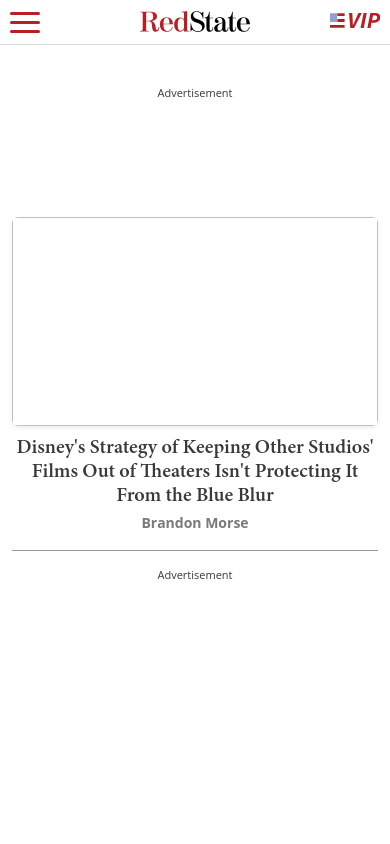 RedState
VIP
Advertisement
Disney's Strategy of Keeping Other Studios'
Films Out of Theaters Isn't Protecting It
From the Blue Blur
Brandon Morse
Advertisement